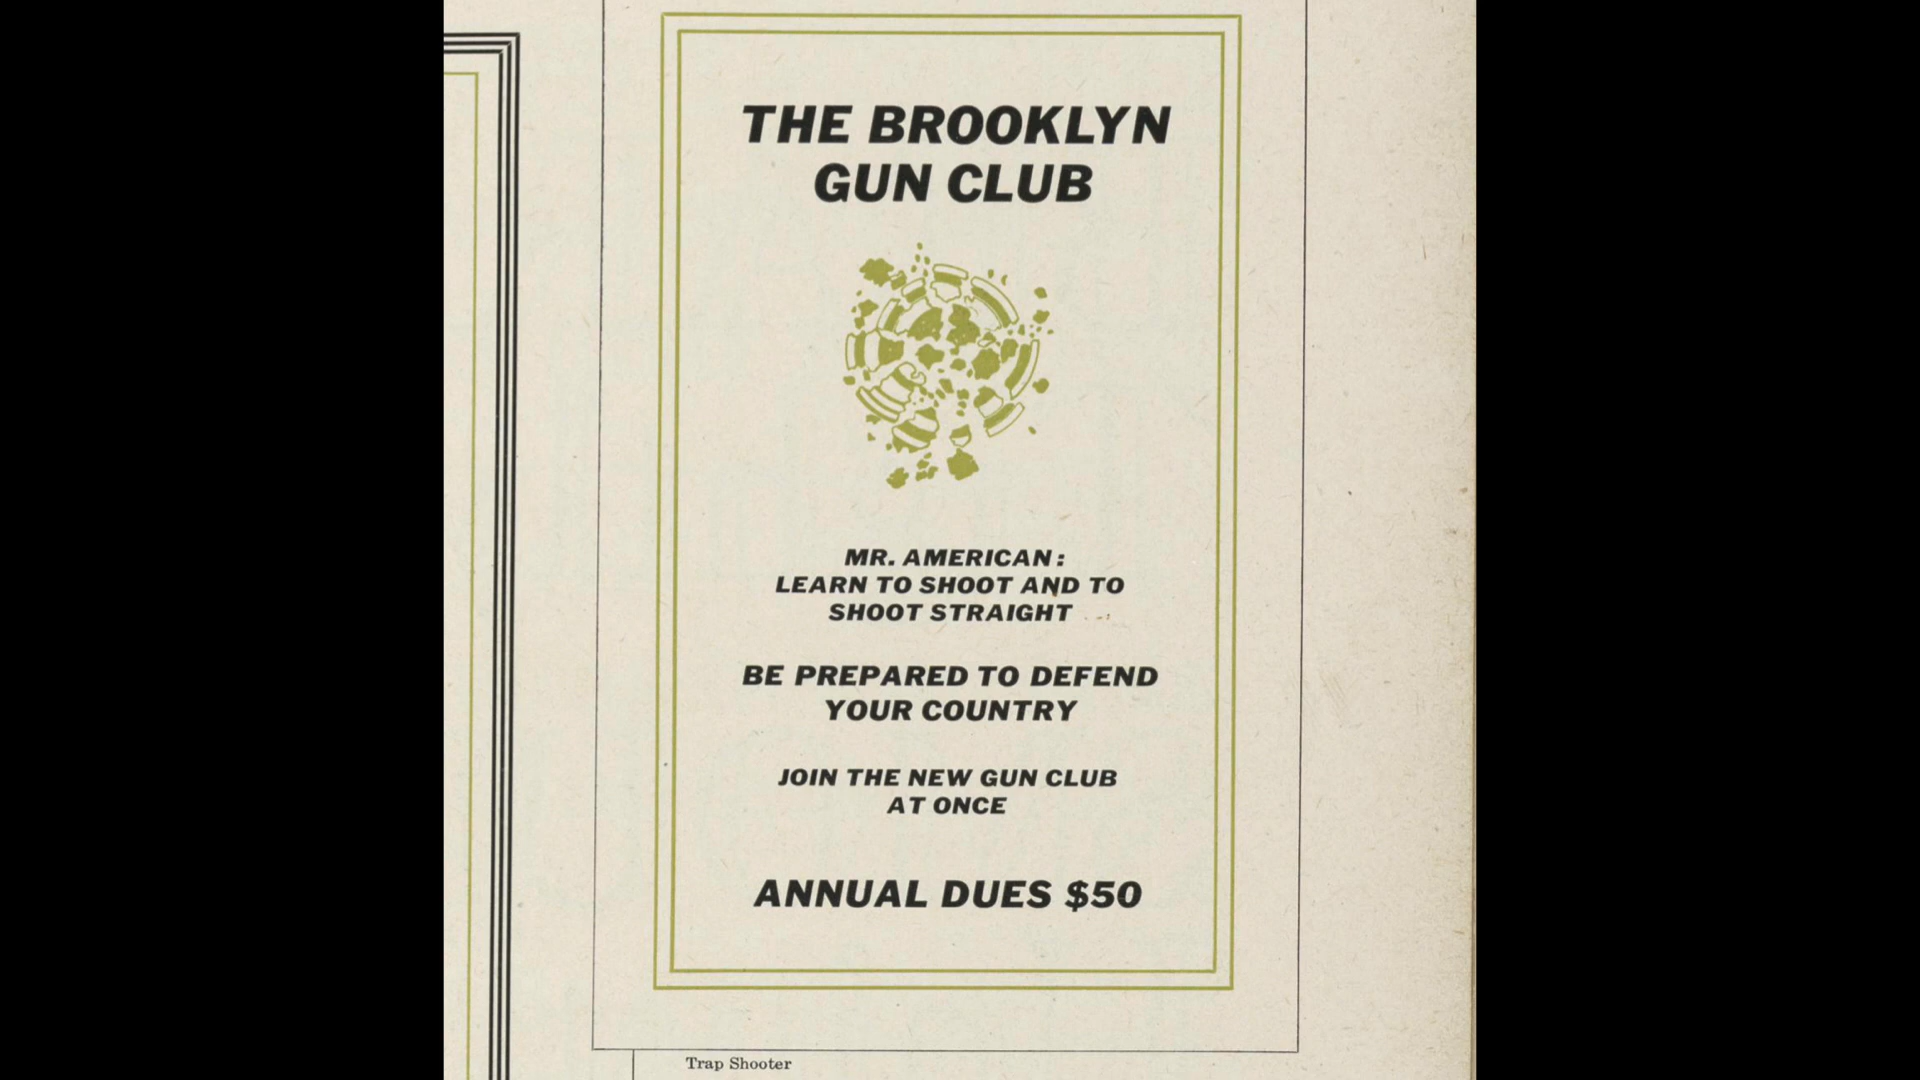 THE BROOKLYN
GUN CLUB
MR. AMERICAN:
LEARN TO SHOOT AND TO
SHOOT STRAIGHT
BE PREPARED TO DEFEND
YOUR COUNTRY
JOIN THE NEW GUN CLUB
AT ONCE
ANNUAL DUES $50
Trap Shooter